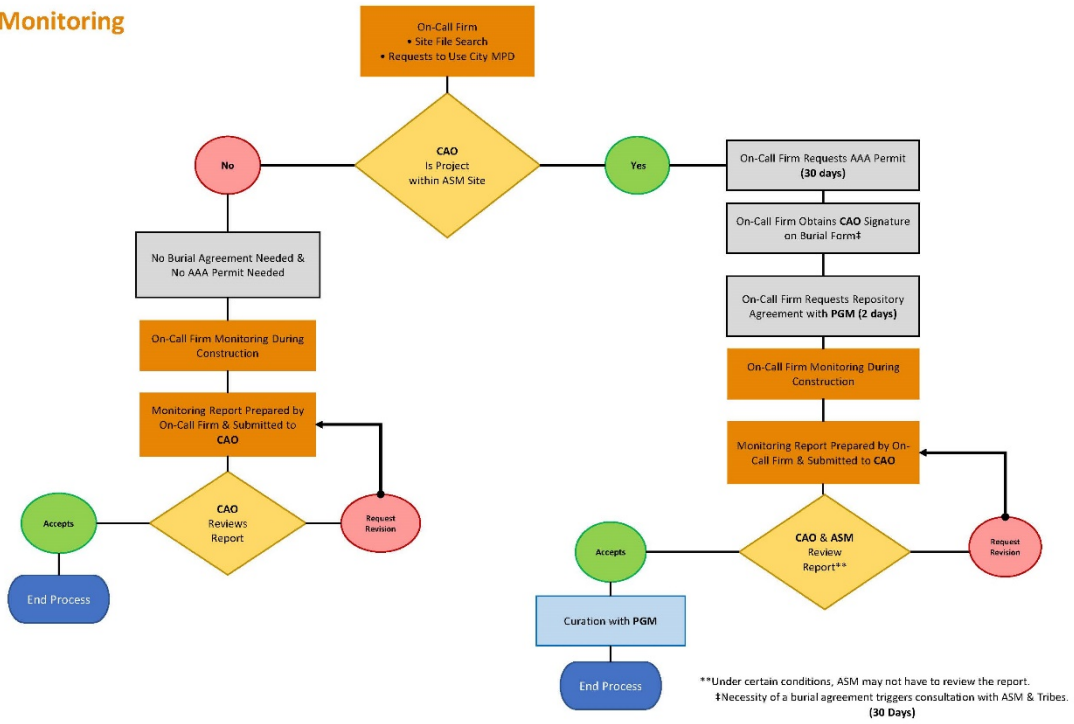 Monitoring
On-Call Firm
• Site File Search
• Requests to Use City MPD
CAO
Is Project
within ASM Site
No
Yes
No Burial Agreement Needed &
No AAA Permit Needed
On-Call Firm Monitoring During
Construction
Monitoring Report Prepared by
On-Call Firm & Submitted to
CAO
CAO
Reviews
Report
Accepts
Request
Revision
End Process
On-Call Firm Requests AAA Permit
(30 days)
On-Call Firm Obtains CAO Signature
on Burial Form‡
On-Call Firm Requests Repository
Agreement with PGM (2 days)
On-Call Firm Monitoring During
Construction
Monitoring Report Prepared by On-
Call Firm & Submitted to CAO
CAO & ASM
Review
Report**
Accepts
Request
Revision
Curation with PGM
End Process
**Under certain conditions, ASM may not have to review the report.
‡Necessity of a burial agreement triggers consultation with ASM & Tribes.
(30 Days)